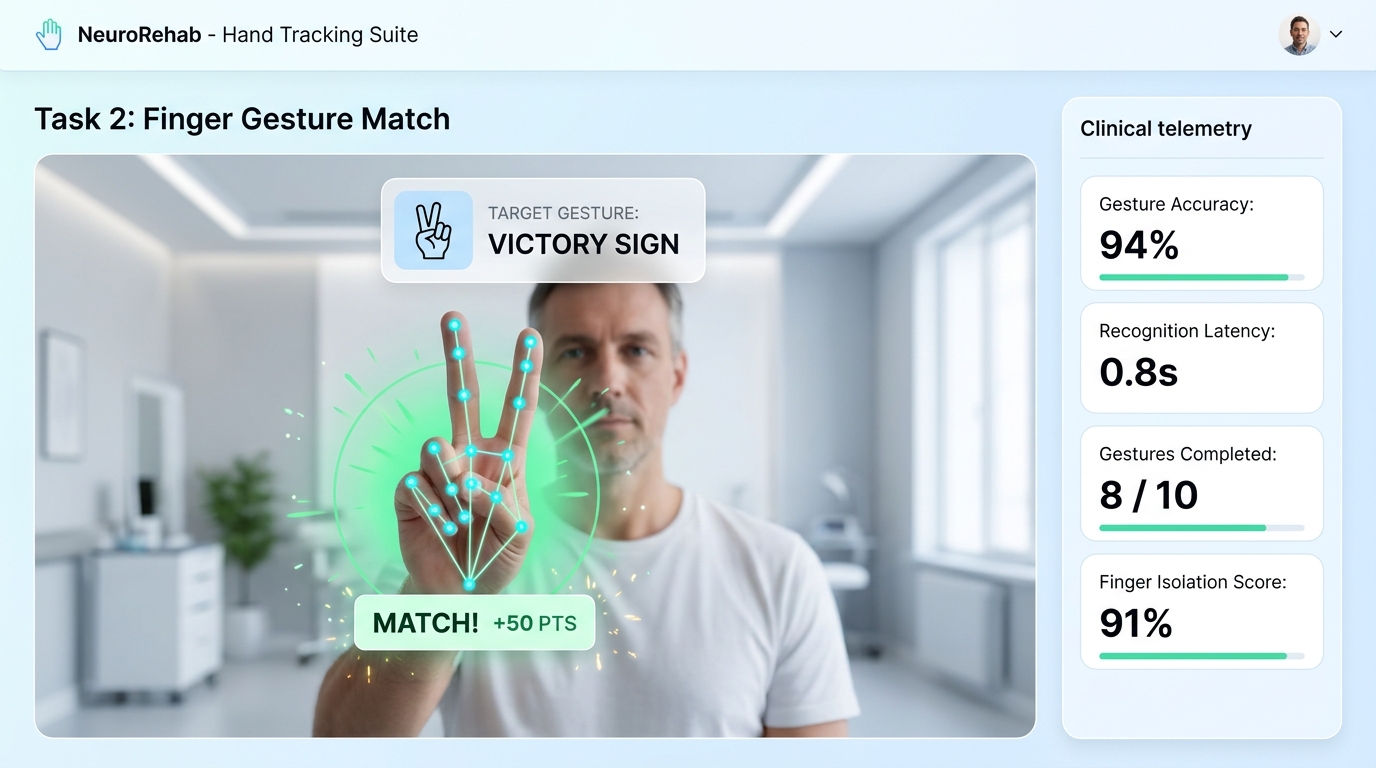 NeuroRehab - Hand Tracking Suite
Task 2: Finger Gesture Match
TARGET GESTURE:
VICTORY SIGN
MATCH! +50 PTS
Clinical telemetry
Gesture Accuracy:
94%
Recognition Latency:
0.8s
Gestures Completed:
8 / 10
Finger Isolation Score:
91%